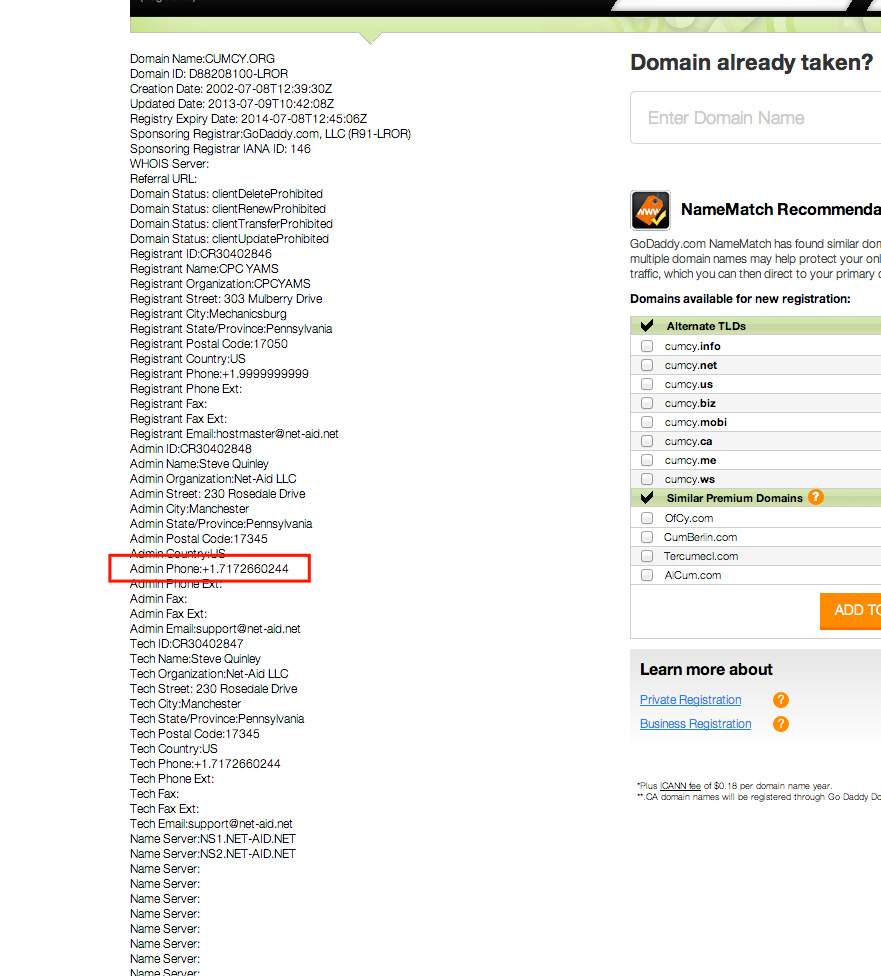 Domain Name:CUMCY.ORG
Domain ID: D88208100-LROR
Creation Date: 2002-07-08T12:39:30Z
Updated Date: 2013-07-09T10:42:08Z
Registry Expiry Date: 2014-07-08T12:45:06Z
Sponsoring Registrar:GoDaddy.com, LLC (R91-LROR)
Sponsoring Registrar IANA ID: 146
WHOIS Server:
Referral URL:
Domain Status: clientDeleteProhibited
Domain Status: clientRenewProhibited
Domain Status: clientTransferProhibited
Domain Status: clientUpdateProhibited
Registrant ID:CR30402846
Registrant Name:CPC YAMS
Registrant Organization:CPCYAMS
Registrant Street: 303 Mulberry Drive
Registrant City:Mechanicsburg
Registrant State/Province:Pennsylvania
Registrant Postal Code:17050
Registrant Country:US
Registrant Phone:+1.9999999999
Registrant Phone Ext:
Registrant Fax:
Registrant Fax Ext:
Registrant Email:hostmaster@net-aid.net
Admin ID:CR30402848
Admin Name:Steve Quinley
Admin Organization:Net-Aid LLC
Admin Street: 230 Rosedale Drive
Admin City:Manchester
Admin State/Province:Pennsylvania
Admin Postal Code:17345
Admin Country:US
Admin Phone:+1.7172660244
Admin Phone Ext:
Admin Fax:
Admin Fax Ext:
Admin Email:support@net-aid.net
Tech ID:CR30402847
Tech Name:Steve Quinley
Tech Organization:Net-Aid LLC
Tech Street: 230 Rosedale Drive
Tech City:Manchester
Tech State/Province:Pennsylvania
Tech Postal Code:17345
Tech Country:US
Tech Phone:+1.7172660244
Tech Phone Ext:
Tech Fax:
Tech Fax Ext:
Tech Email:support@net-aid.net
Name Server:NS1.NET-AID.NET
Name Server:NS2.NET-AID.NET
Name Server:
Name Server:
Name Server:
Name Server:
Name Server:
Name Server:
Name Server:
Name Server:
Domain already taken?
Enter Domain Name
www
NameMatch Recommenda
GoDaddy.com NameMatch has found similar dom
multiple domain names may help protect your onl
traffic, which you can then direct to your primary
Domains available for new registration:
Alternate TLDs
cumcy.info
cumcy.net
cumcy.us
cumcy.biz
cumcy.mobi
cumcy.ca
cumcy.me
cumcy.ws
Similar Premium Domains ?
OfCy.com
CumBerlin.com
Tercumecl.com
AlCum.com
ADD TO
Learn more about
Private Registration ?
Business Registration ?
*Plus ICANN fee of $0.18 per domain name year.
**.CA domain names will be registered through Go Daddy Do